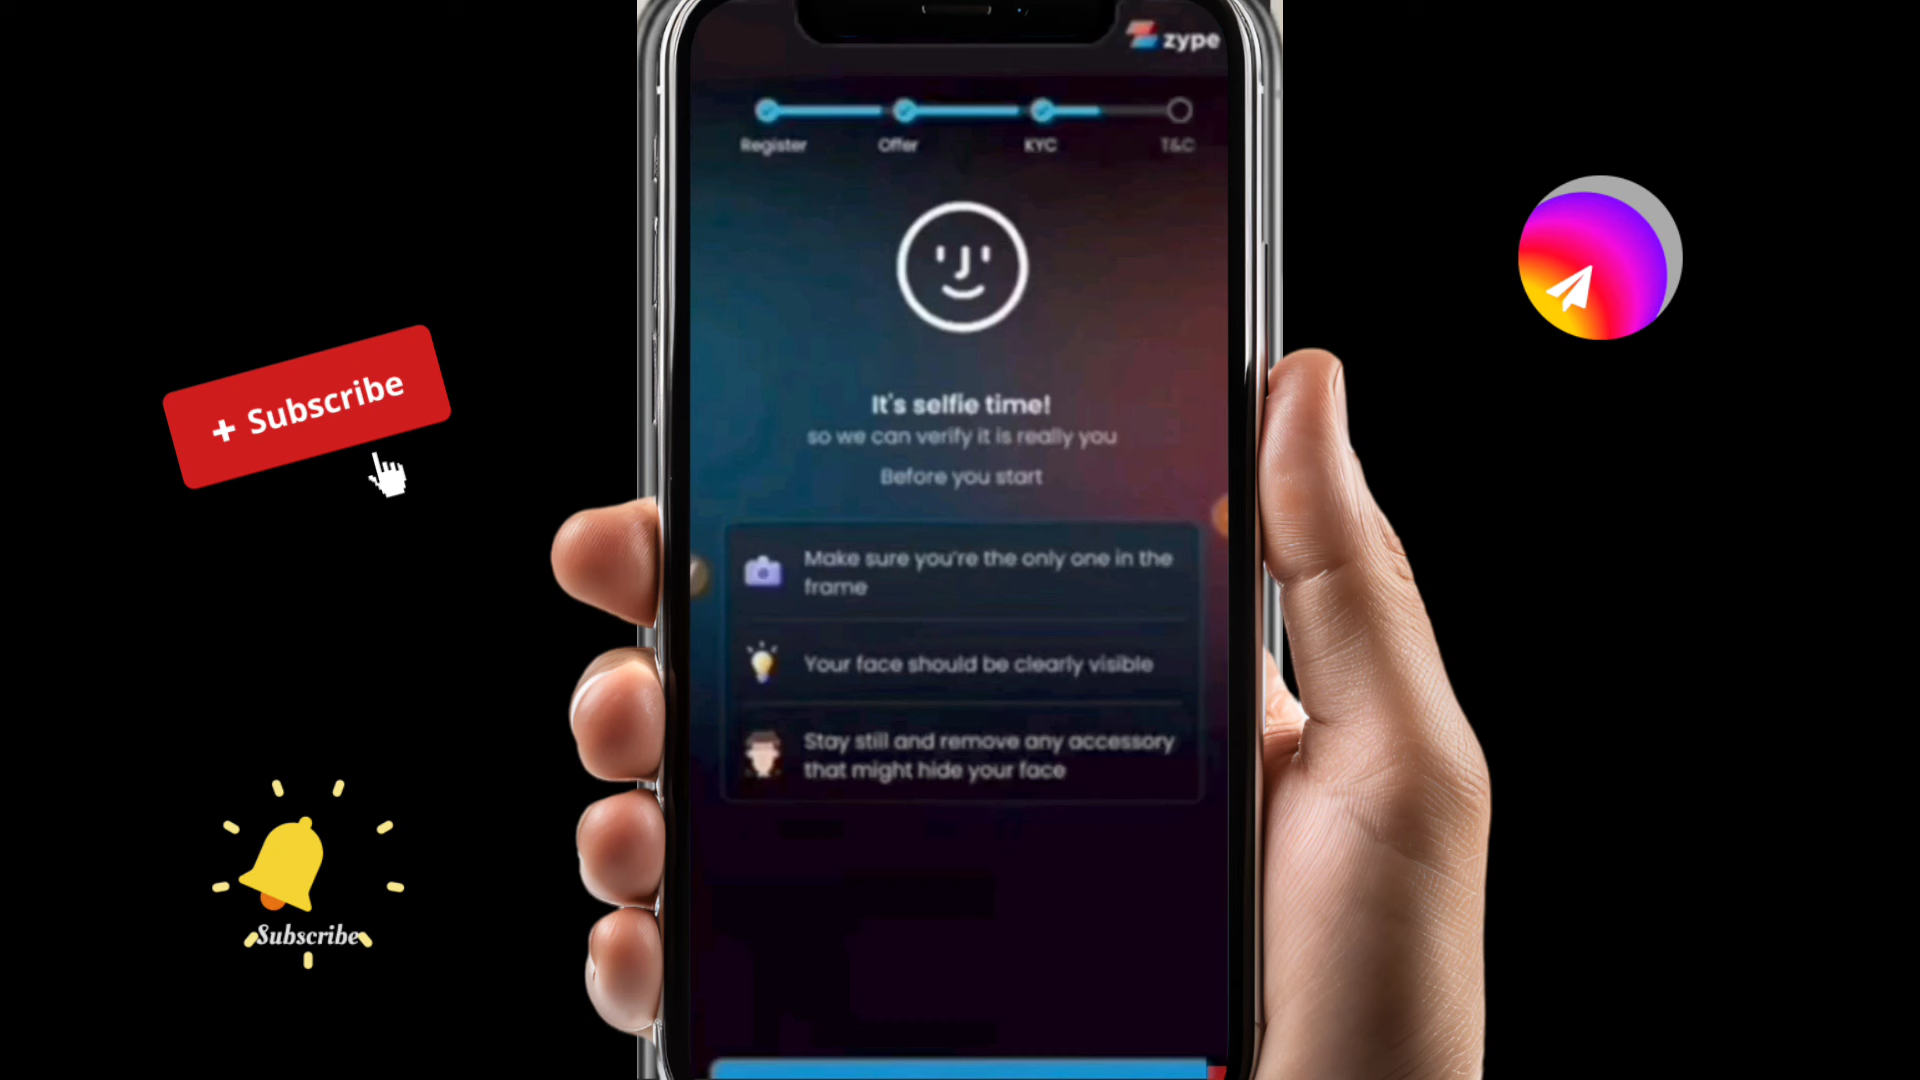 zype
Register Offer KYC T&C
+ Subscribe
It's selfie time!
so we can verify it is really you
Before you start
Make sure you're the only one in the
frame
Your face should be clearly visible
Stay still and remove any accessory
that might hide your face
Subscribe